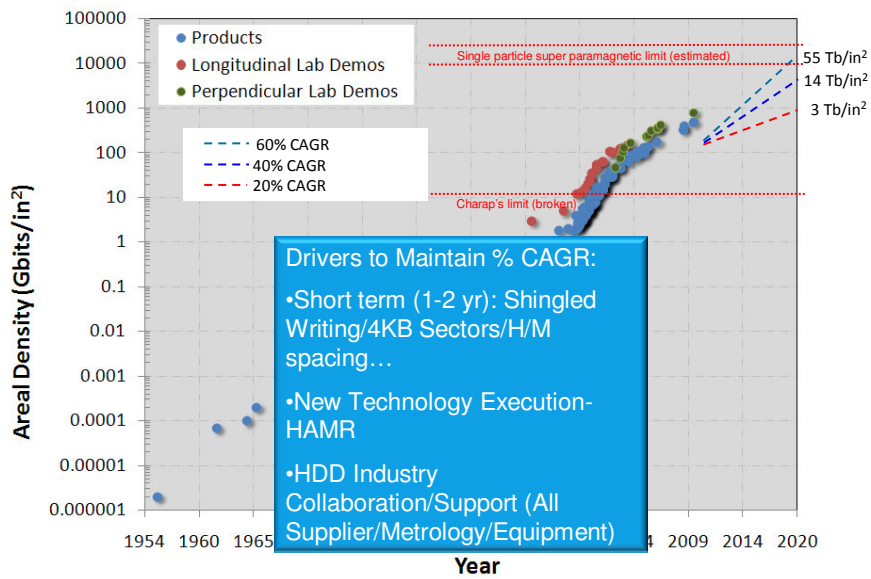 Products
Longitudinal Lab Demos
Perpendicular Lab Demos
60% CAGR
40% CAGR
20% CAGR
Single particle super paramagnetic limit (estimated)
55 Tb/in²
14 Tb/in²
3 Tb/in²
Charap's limit (broken)
Areal Density (Gbits/in²)
100000
10000
1000
100
10
1
0.1
0.01
0.001
0.0001
0.00001
0.000001
Drivers to Maintain % CAGR:
•Short term (1-2 yr): Shingled
Writing/4KB Sectors/H/M
spacing…
•New Technology Execution-
HAMR
•HDD Industry
Collaboration/Support (All
Supplier/Metrology/Equipment)
1954 1960 1965 4 2009 2014 2020
Year